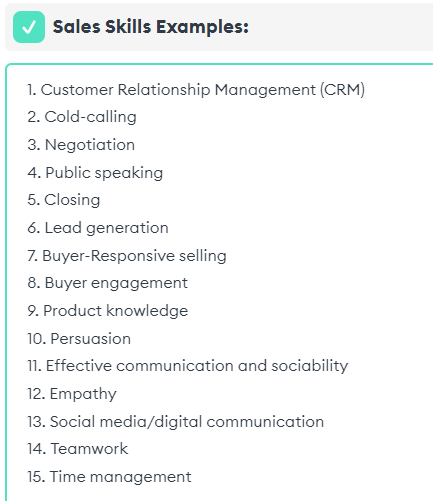 Sales Skills Examples:
1. Customer Relationship Management (CRM)
2. Cold-calling
3. Negotiation
4. Public speaking
5. Closing
6. Lead generation
7. Buyer-Responsive selling
8. Buyer engagement
9. Product knowledge
10. Persuasion
11. Effective communication and sociability
12. Empathy
13. Social media/digital communication
14. Teamwork
15. Time management